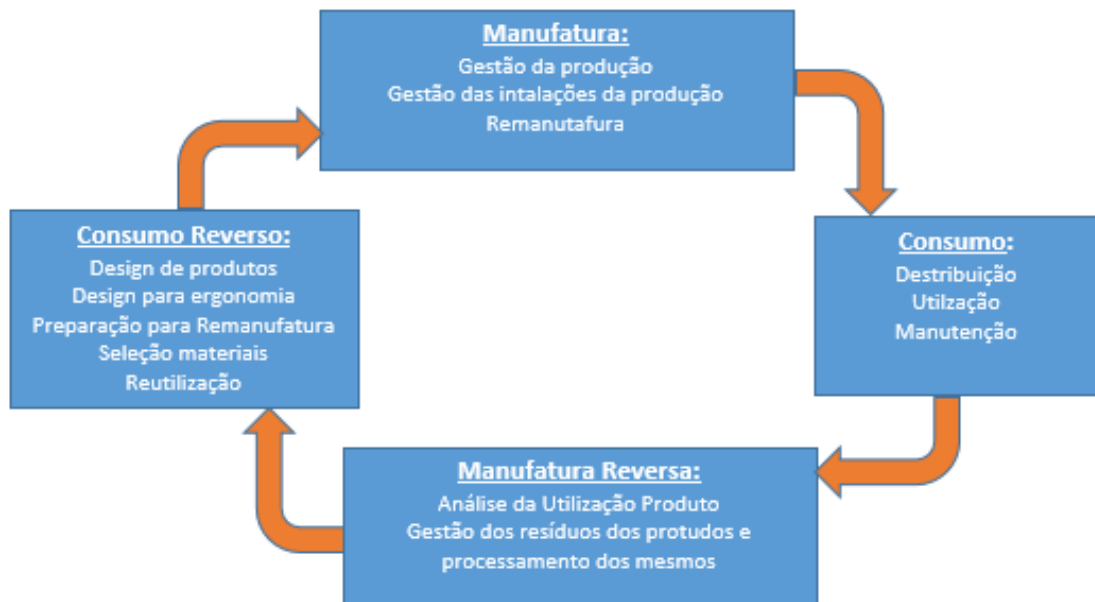 Manufatura:
Gestão da produção
Gestão das intalações da produção
Remanutafura
Consumo:
Destribuição
Utilzação
Manutenção
Manufatura Reversa:
Análise da Utilização Produto
Gestão dos resíduos dos protudos e
processamento dos mesmos
Consumo Reverso:
Design de produtos
Design para ergonomia
Preparação para Remanufatura
Seleção materiais
Reutilização